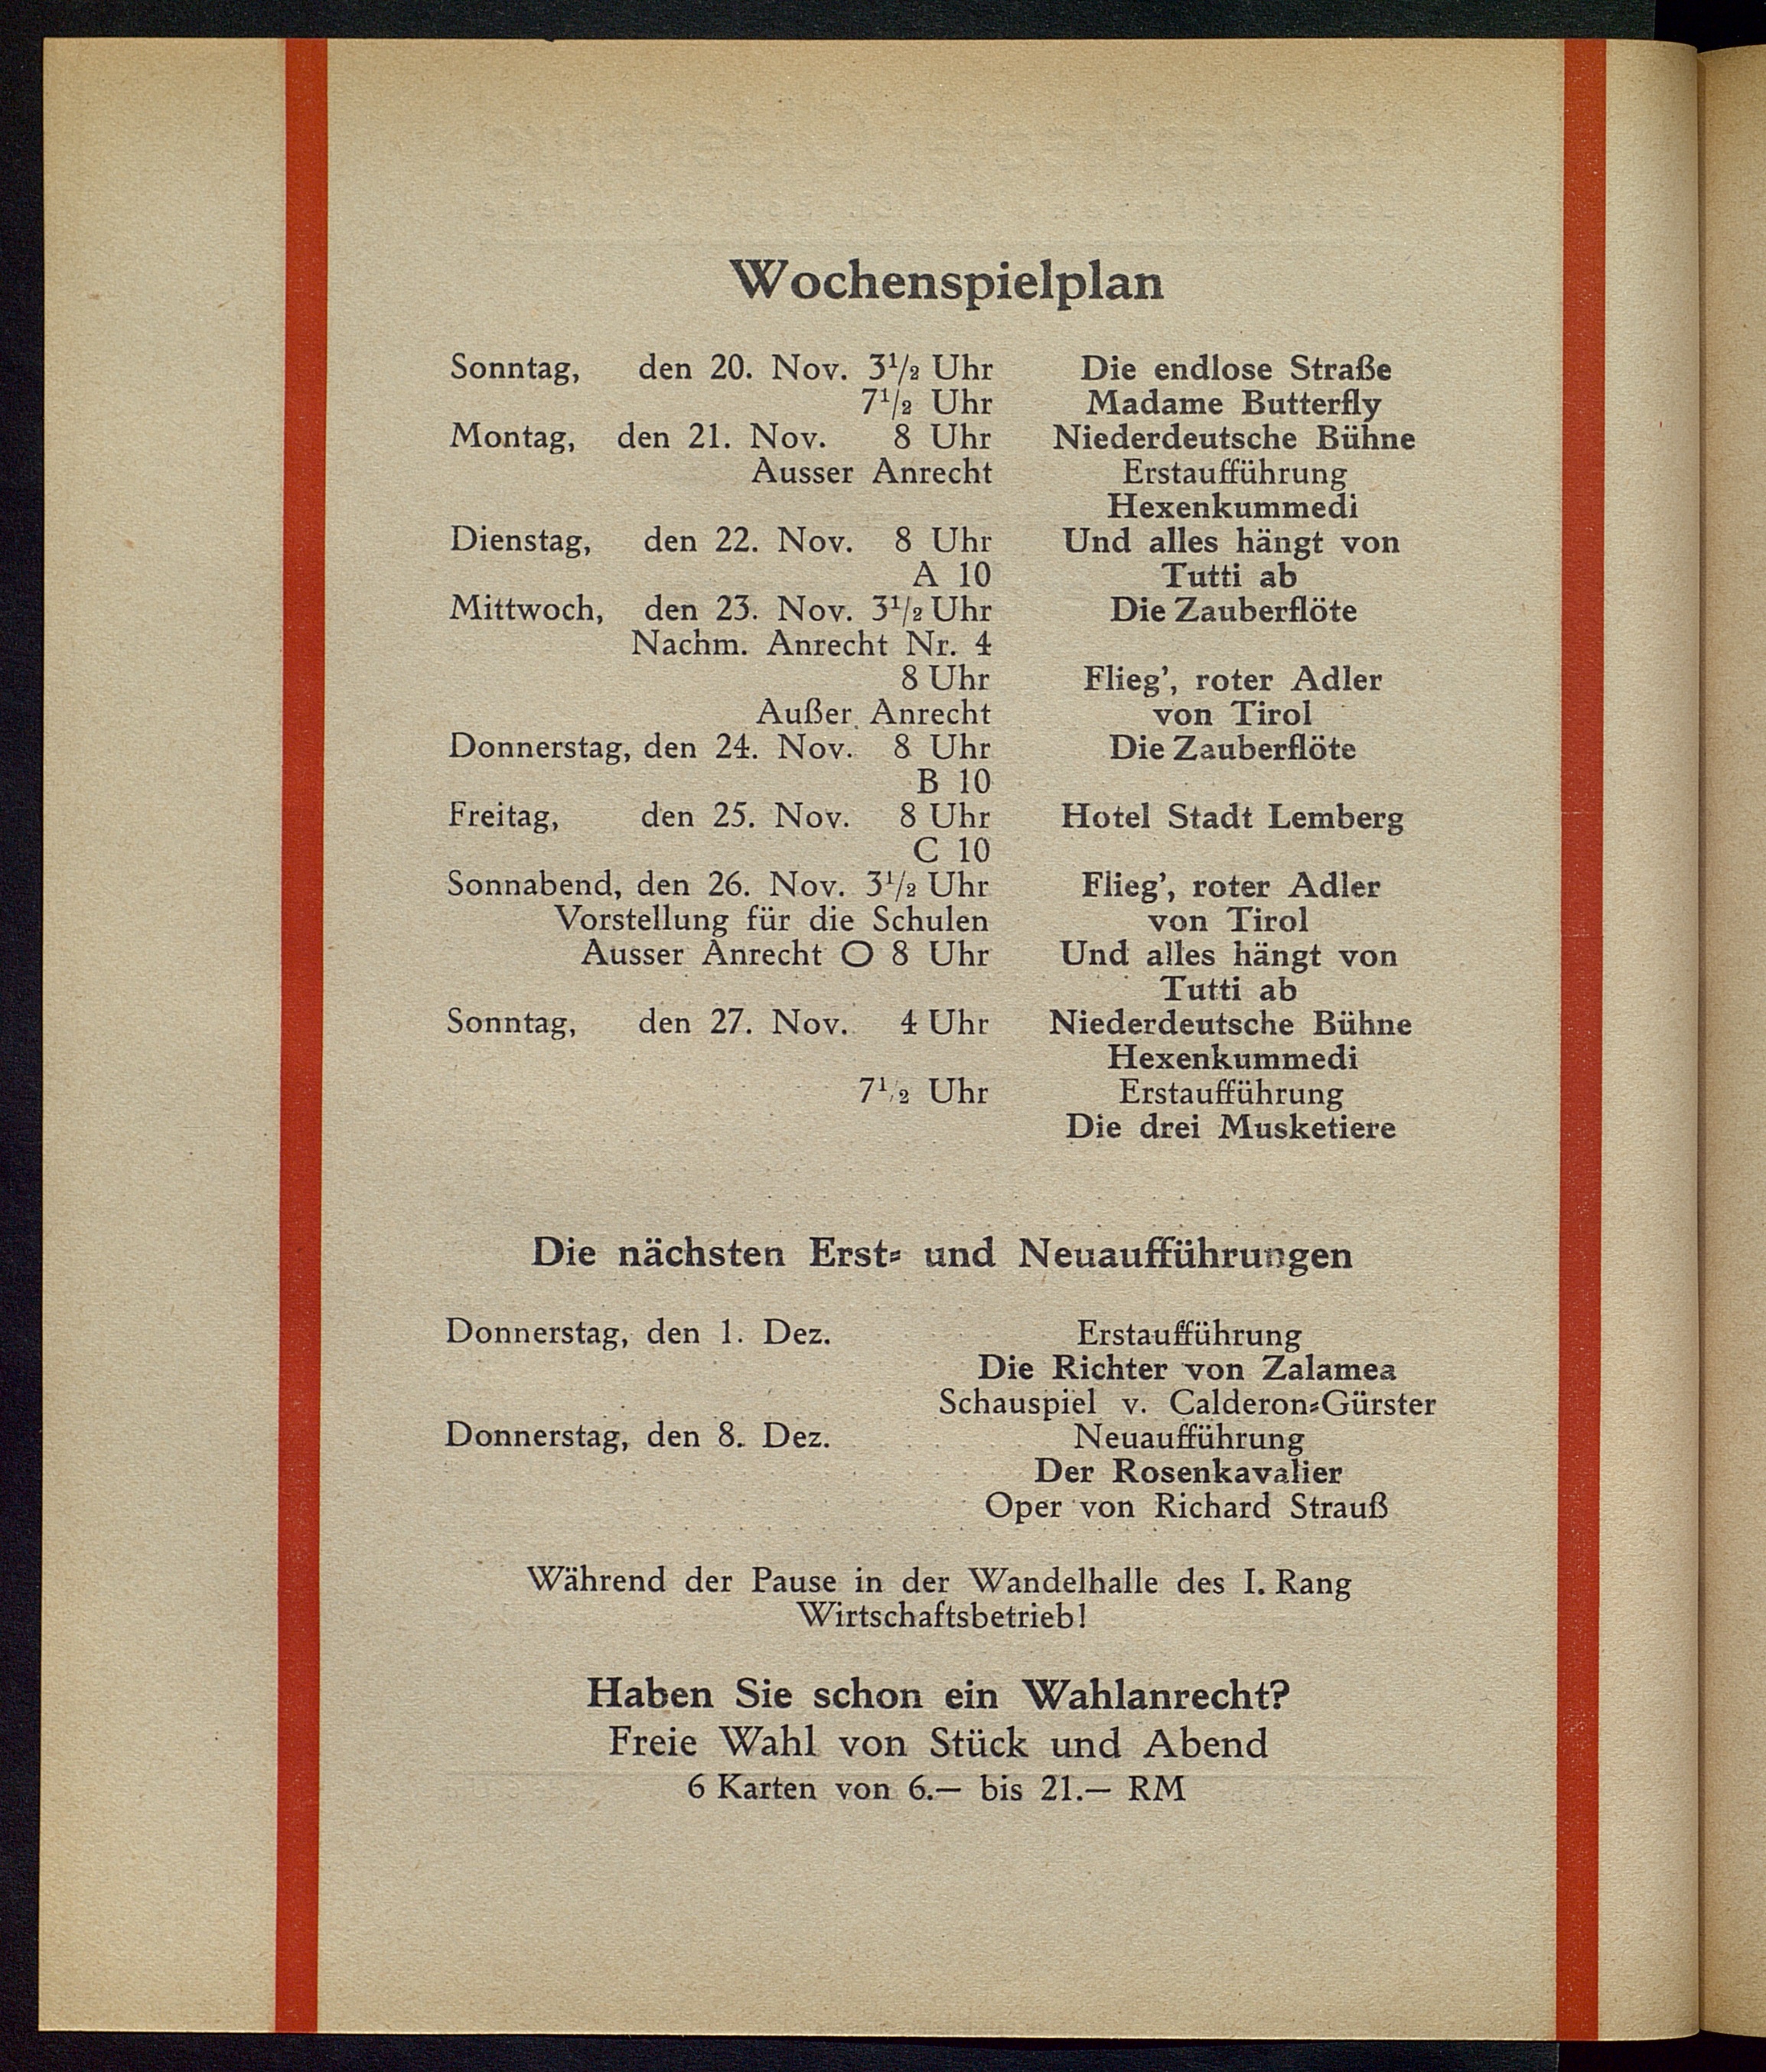 Wochenspielplan
Sonntag, den 20. Nov. 3½ Uhr Die endlose Straße
7½ Uhr Madame Butterfly
Montag, den 21. Nov. 8 Uhr Niederdeutsche Bühne
Ausser Anrecht Erstaufführung
Hexenkummedi
Dienstag, den 22. Nov. 8 Uhr Und alles hängt von
A 10 Tutti ab
Mittwoch, den 23. Nov. 3½ Uhr Die Zauberflöte
Nachm. Anrecht Nr. 4
8 Uhr Flieg', roter Adler
Außer Anrecht von Tirol
Donnerstag, den 24. Nov. 8 Uhr Die Zauberflöte
B 10
Freitag, den 25. Nov. 8 Uhr Hotel Stadt Lemberg
C 10
Sonnabend, den 26. Nov. 3½ Uhr Flieg', roter Adler
Vorstellung für die Schulen von Tirol
Ausser Anrecht O 8 Uhr Und alles hängt von
Tutti ab
Sonntag, den 27. Nov. 4 Uhr Niederdeutsche Bühne
Hexenkummedi
7½ Uhr Erstaufführung
Die drei Musketiere
Die nächsten Erst- und Neuaufführungen
Donnerstag, den 1. Dez. Erstaufführung
Die Richter von Zalamea
Schauspiel v. Calderon-Gürster
Donnerstag, den 8. Dez. Neuaufführung
Der Rosenkavalier
Oper von Richard Strauß
Während der Pause in der Wandelhalle des I. Rang
Wirtschaftsbetrieb!
Haben Sie schon ein Wahlanrecht?
Freie Wahl von Stück und Abend
6 Karten von 6.— bis 21.— RM